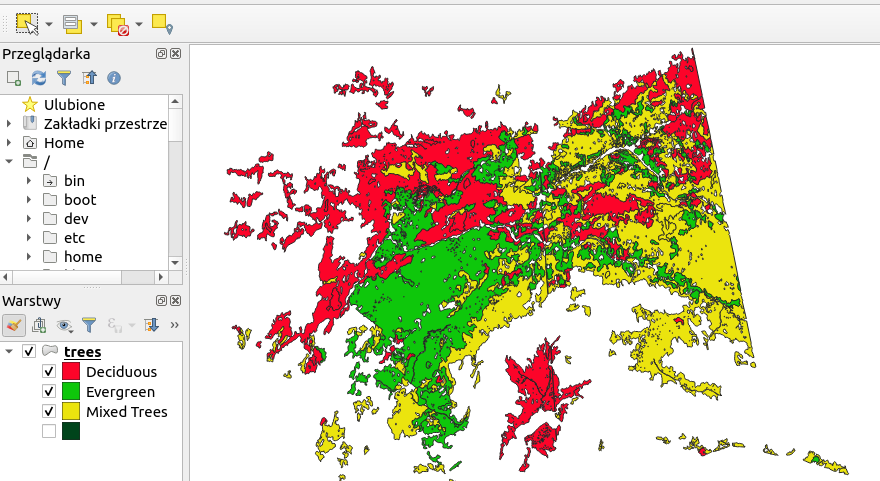 Przeglądarka
Ulubione
Zakładki przestrze
Home
/
bin
boot
dev
etc
home
Warstwy
trees
Deciduous
Evergreen
Mixed Trees